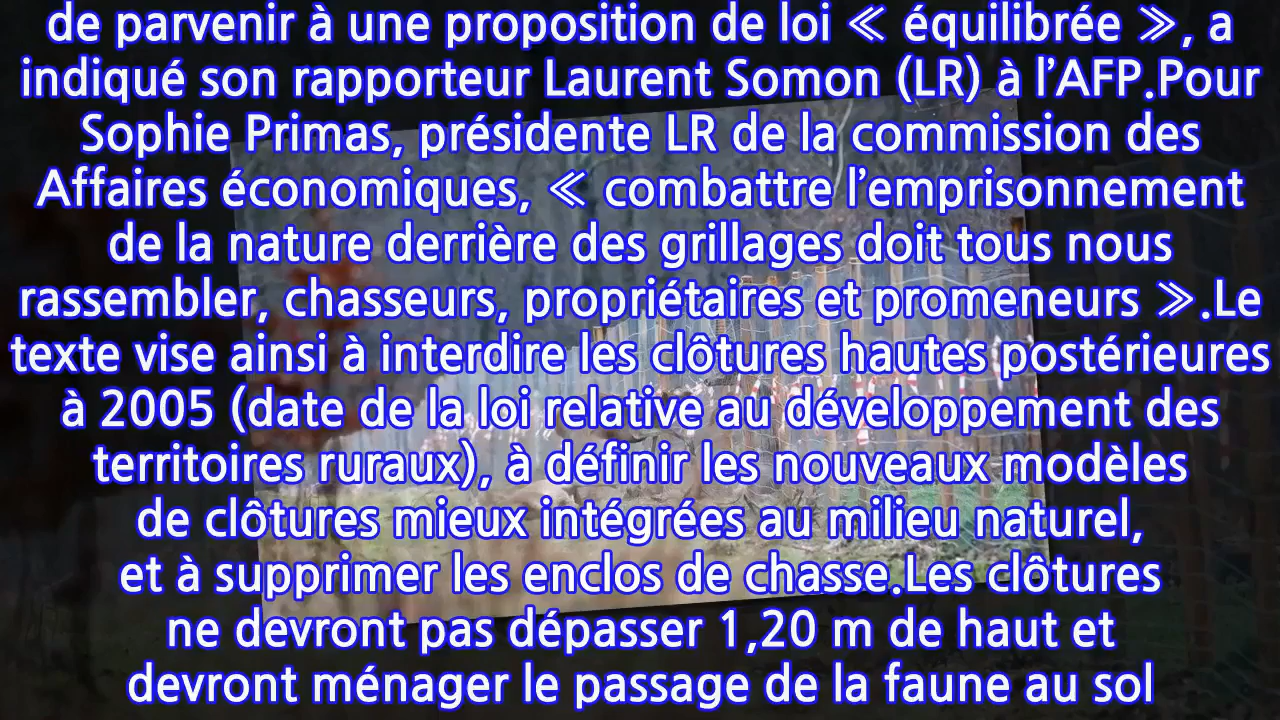 de parvenir à une proposition de loi ≪ équilibrée ≫, a
indiqué son rapporteur Laurent Somon (LR) à l’AFP.Pour
Sophie Primas, présidente LR de la commission des
Affaires économiques, ≪ combattre l’emprisonnement
de la nature derrière des grillages doit tous nous
rassembler, chasseurs, propriétaires et promeneurs ≫.Le
texte vise ainsi à interdire les clôtures hautes postérieures
à 2005 (date de la loi relative au développement des
territoires ruraux), à définir les nouveaux modèles
de clôtures mieux intégrées au milieu naturel,
et à supprimer les enclos de chasse.Les clôtures
ne devront pas dépasser 1,20 m de haut et
devront ménager le passage de la faune au sol